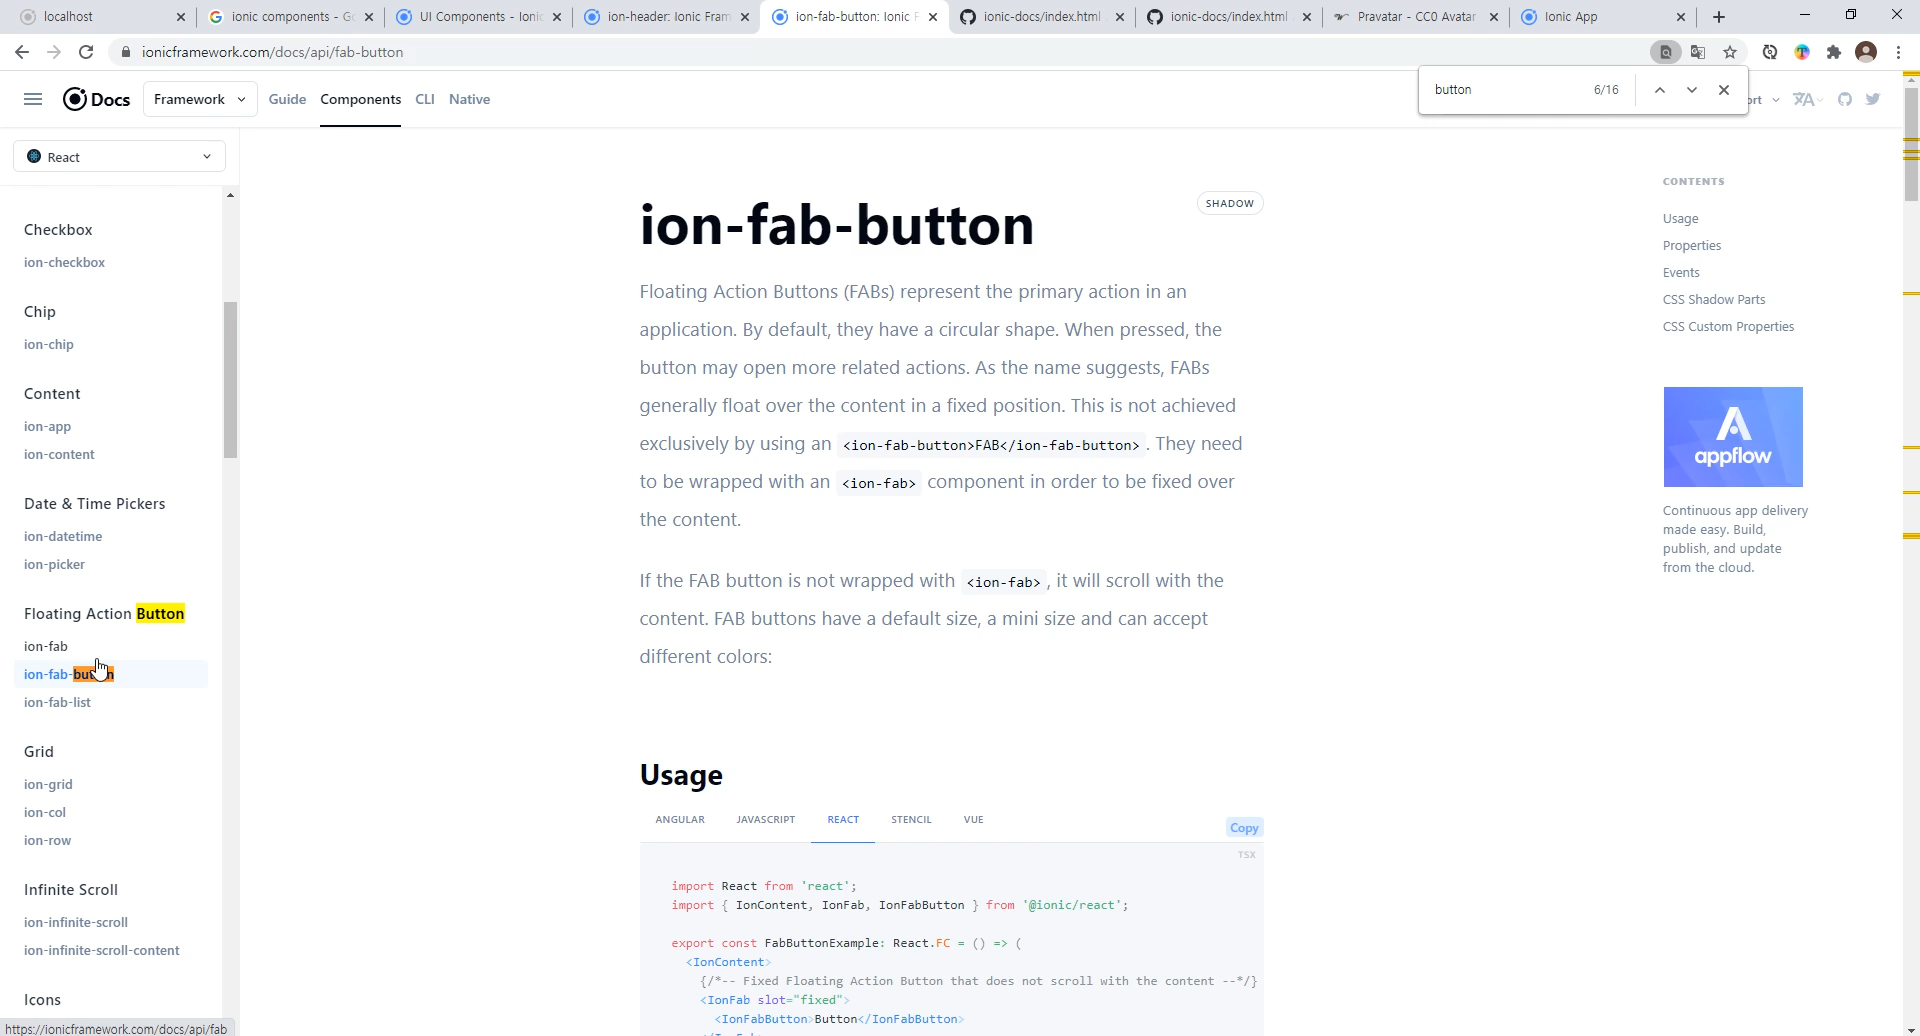 localhost
ionic components - Go
UI Components - Ionic
ion-header: Ionic Fram
ion-fab-button: Ionic F
ionic-docs/index.html
ionic-docs/index.html
Pravatar - CC0 Avatar
Ionic App
ionicframework.com/docs/api/fab-button
button
6/16
Docs
Framework
Guide
Components
CLI
Native
ort
React
Checkbox
ion-checkbox
Chip
ion-chip
Content
ion-app
ion-content
Date & Time Pickers
ion-datetime
ion-picker
Floating Action Button
ion-fab
ion-fab-button
ion-fab-list
Grid
ion-grid
ion-col
ion-row
Infinite Scroll
ion-infinite-scroll
ion-infinite-scroll-content
Icons
https://ionicframework.com/docs/api/fab
ion-fab-button
SHADOW
Floating Action Buttons (FABs) represent the primary action in an
application. By default, they have a circular shape. When pressed, the
button may open more related actions. As the name suggests, FABs
generally float over the content in a fixed position. This is not achieved
exclusively by using an <ion-fab-button>FAB</ion-fab-button> . They need
to be wrapped with an <ion-fab> component in order to be fixed over
the content.
If the FAB button is not wrapped with <ion-fab> , it will scroll with the
content. FAB buttons have a default size, a mini size and can accept
different colors:
Usage
ANGULAR
JAVASCRIPT
REACT
STENCIL
VUE
Copy
TSX
import React from 'react';
import { IonContent, IonFab, IonFabButton } from '@ionic/react';
export const FabButtonExample: React.FC = () => (
<IonContent>
{/*-- Fixed Floating Action Button that does not scroll with the content --*/}
<IonFab slot="fixed">
<IonFabButton>Button</IonFabButton>
CONTENTS
Usage
Properties
Events
CSS Shadow Parts
CSS Custom Properties
appflow
Continuous app delivery
made easy. Build,
publish, and update
from the cloud.